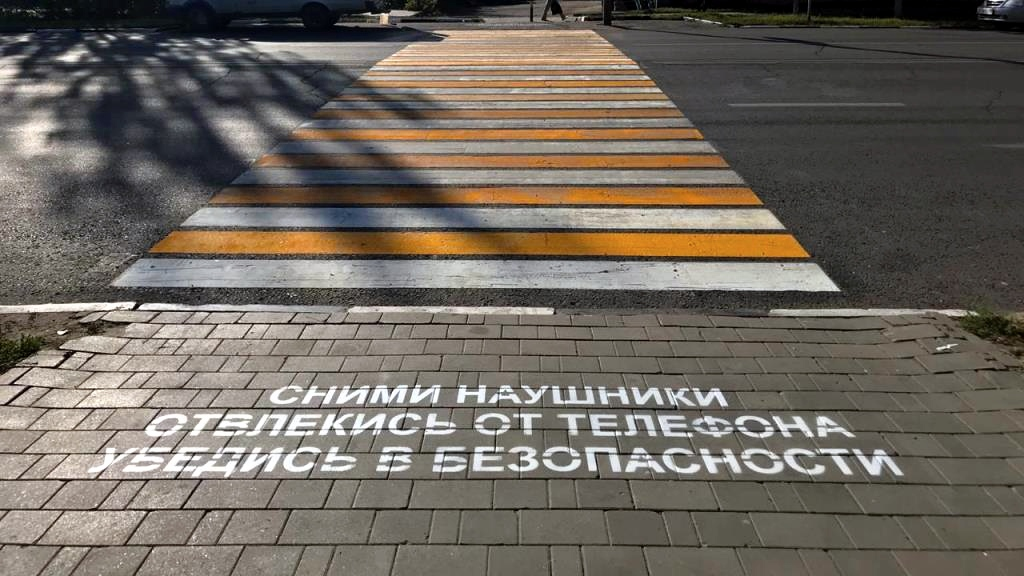 СНИМИ НАУШНИКИ
ОТВЛЕКИСЬ ОТ ТЕЛЕФОНА
УБЕДИСЬ В БЕЗОПАСНОСТИ